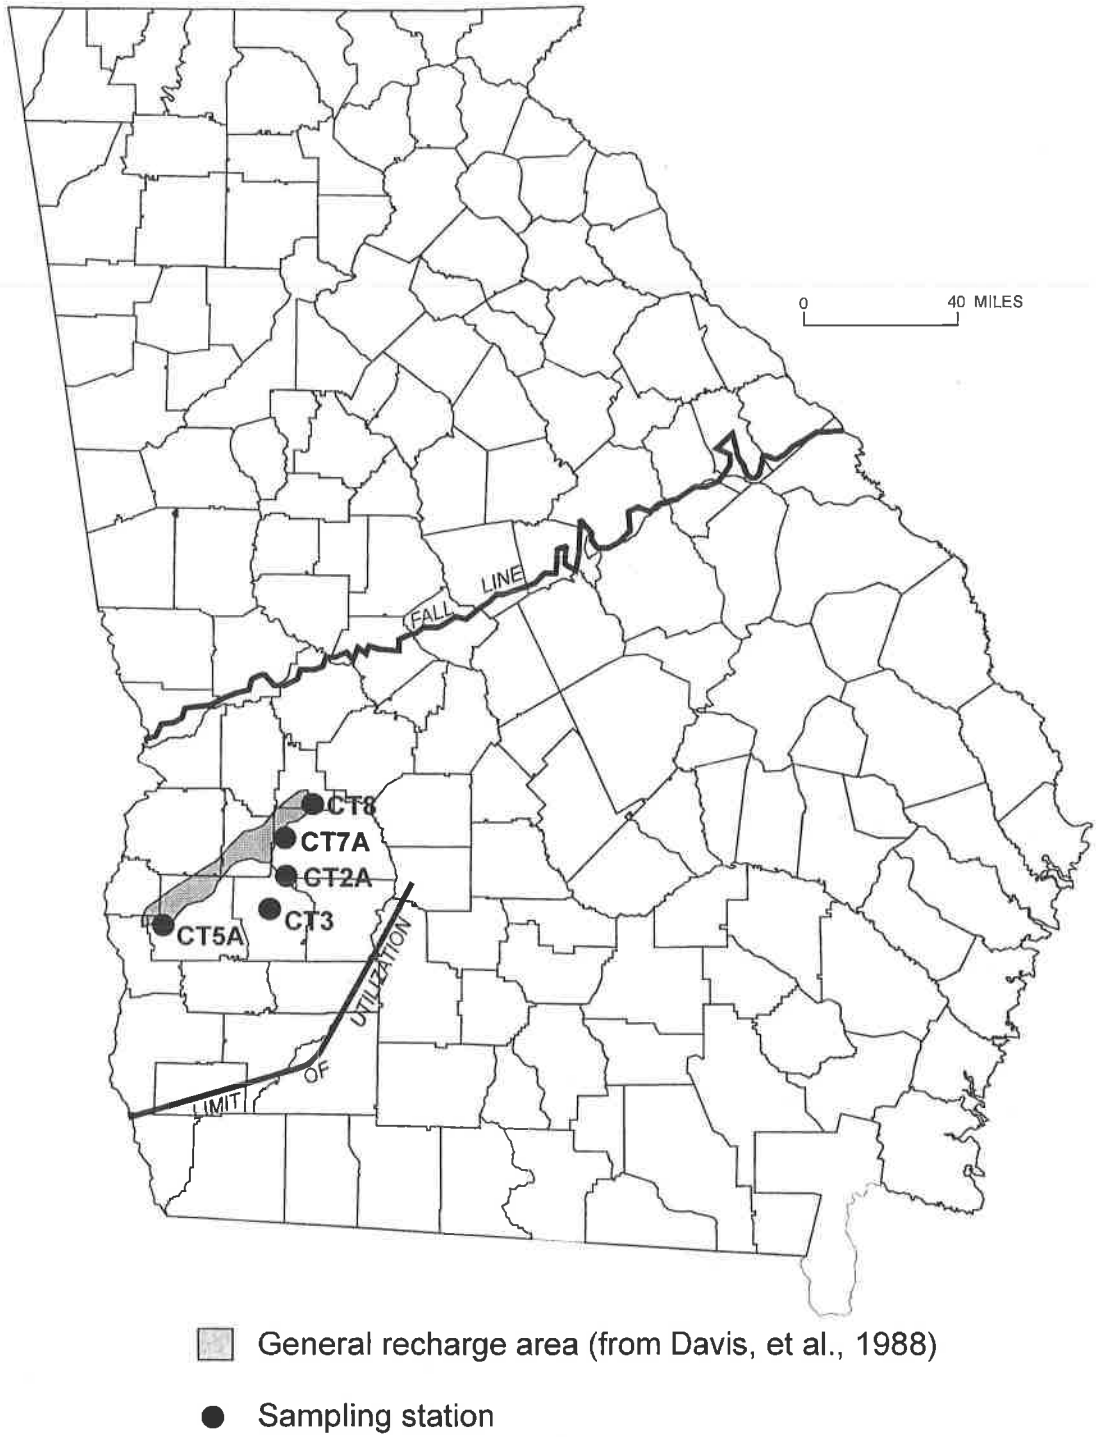 0 40 MILES
FALL LINE
CT8
CT7A
CT2A
CT3
CT5A
LIMIT OF UTILIZATION
General recharge area (from Davis, et al., 1988)
Sampling station